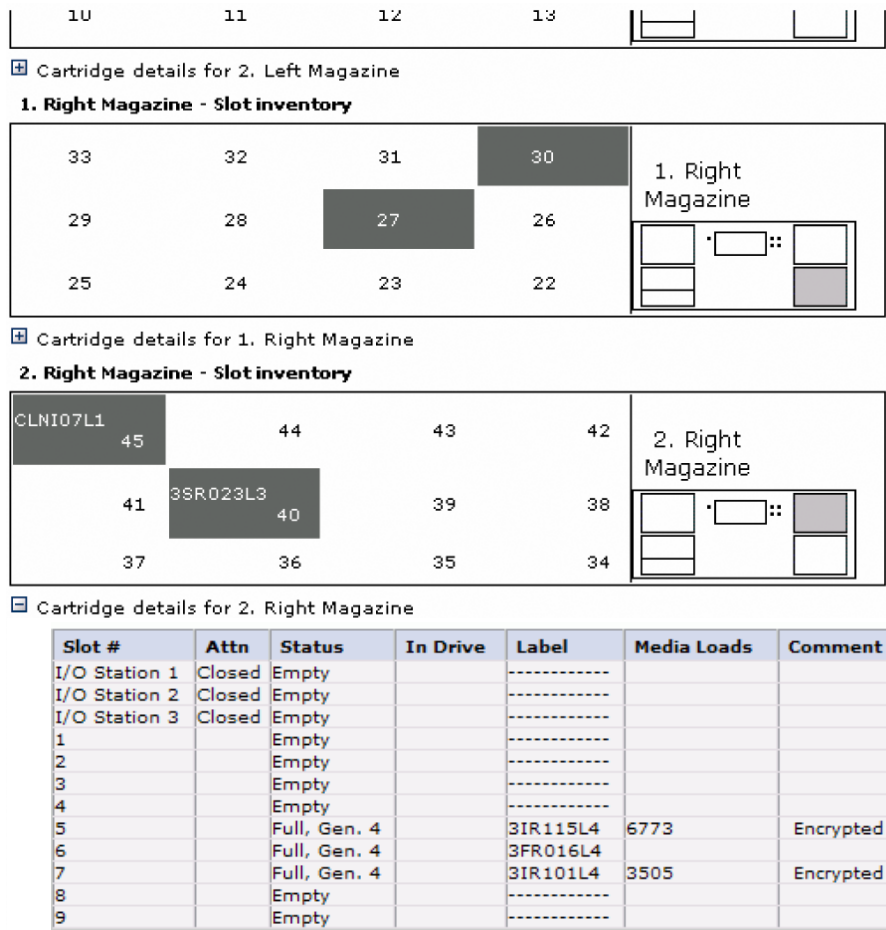 10 11 12 13
Cartridge details for 2. Left Magazine
1. Right Magazine - Slot inventory
33 32 31 30
1. Right
Magazine
29 28 27 26
25 24 23 22
Cartridge details for 1. Right Magazine
2. Right Magazine - Slot inventory
CLNI07L1
45 44 43 42
2. Right
Magazine
3SR023L3
41 40 39 38
37 36 35 34
Cartridge details for 2. Right Magazine
Slot # Attn Status In Drive Label Media Loads Comment
I/O Station 1 Closed Empty ------------
I/O Station 2 Closed Empty ------------
I/O Station 3 Closed Empty ------------
1 Empty ------------
2 Empty ------------
3 Empty ------------
4 Empty ------------
5 Full, Gen. 4 3IR115L4 6773 Encrypted
6 Full, Gen. 4 3FR016L4
7 Full, Gen. 4 3IR101L4 3505 Encrypted
8 Empty ------------
9 Empty ------------